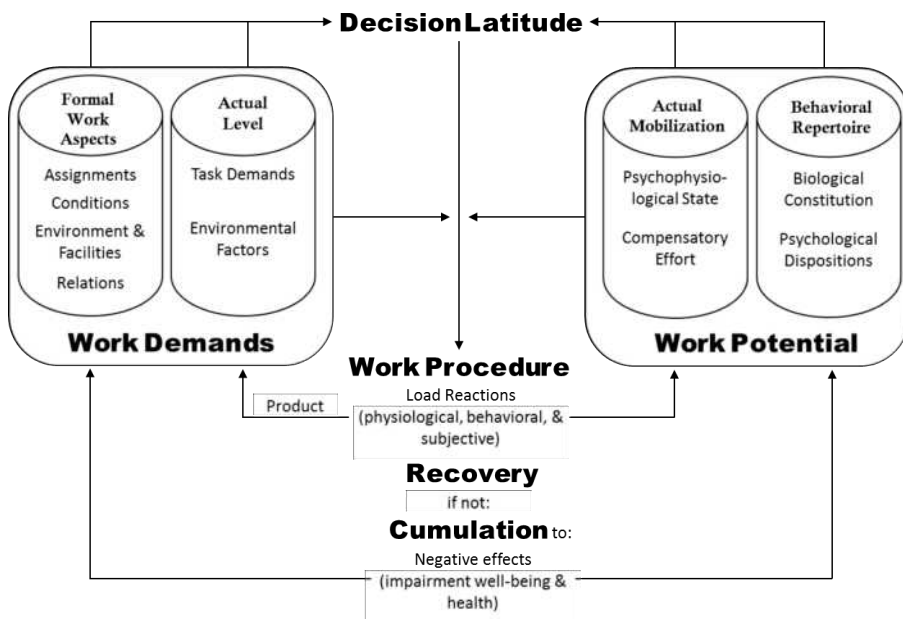 Decision Latitude
Formal
Work
Aspects
Assignments
Conditions
Environment &
Facilities
Relations
Actual
Level
Task Demands
Environmental
Factors
Work Demands
Actual
Mobilization
Psychophysio-
logical State
Compensatory
Effort
Behavioral
Repertoire
Biological
Constitution
Psychological
Dispositions
Work Potential
Work Procedure
Load Reactions
(physiological, behavioral, &
subjective)
Product
Recovery
if not:
Cumulation to:
Negative effects
(impairment well-being &
health)